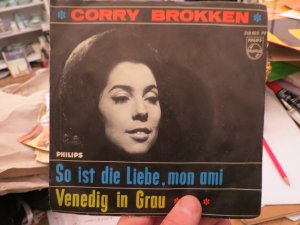 * CORRY BROKKEN *
PHILIPS
PHILIPS
So ist die Liebe, mon ami
Venedig in Grau